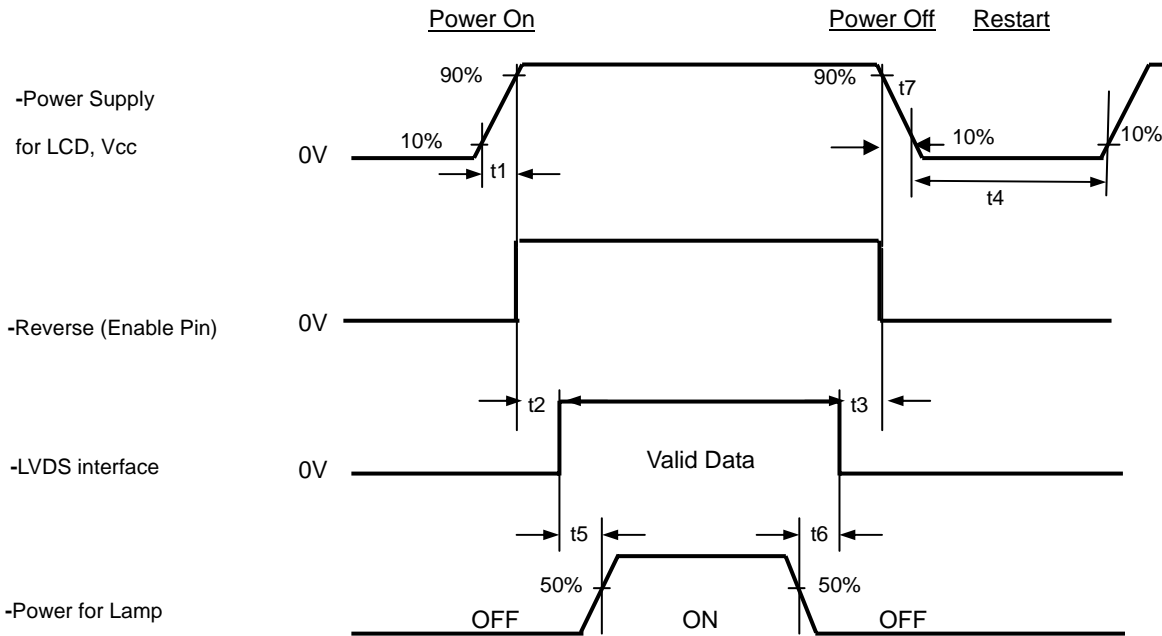 Power On
Power Off
Restart
-Power Supply
for LCD, Vcc
0V
90%
10%
t1
90%
t7
10%
10%
t4
-Reverse (Enable Pin)
0V
t2
t3
-LVDS interface
0V
Valid Data
t5
t6
-Power for Lamp
50%
50%
OFF
ON
OFF